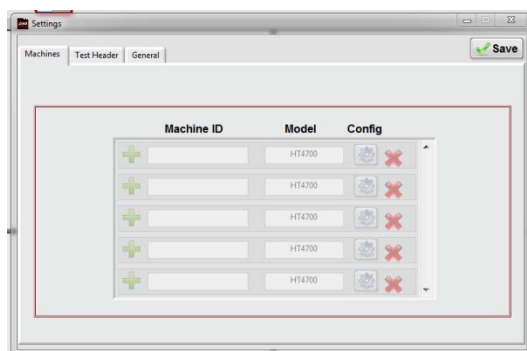 Settings
Save
Machines Test Header General
Machine ID Model Config
HT4700
HT4700
HT4700
HT4700
HT4700